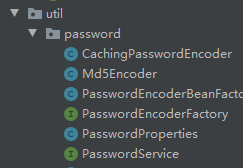 util
password
CachingPasswordEncoder
Md5Encoder
PasswordEncoderBeanFacto
PasswordEncoderFactory
PasswordProperties
PasswordService